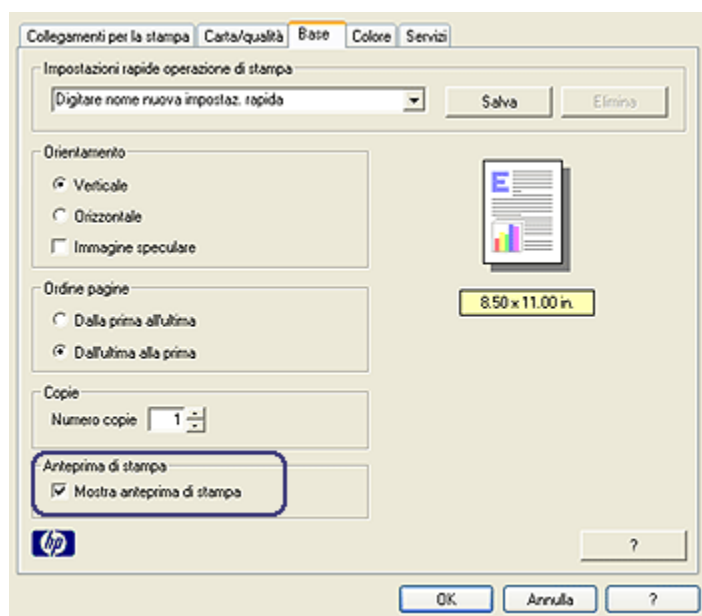 Collegamenti per la stampa Carta/qualità Base Colore Servizi
Impostazioni rapide operazione di stampa
Digitare nome nuova impostaz. rapida Salva Elimina
Orientamento
Verticale
Orizzontale
Immagine speculare
E
8.50 x 11.00 in.
Ordine pagine
Dalla prima all'ultima
Dall'ultima alla prima
Copie
Numero copie 1
Anteprima di stampa
Mostra anteprima di stampa
hp ?
OK Annulla ?